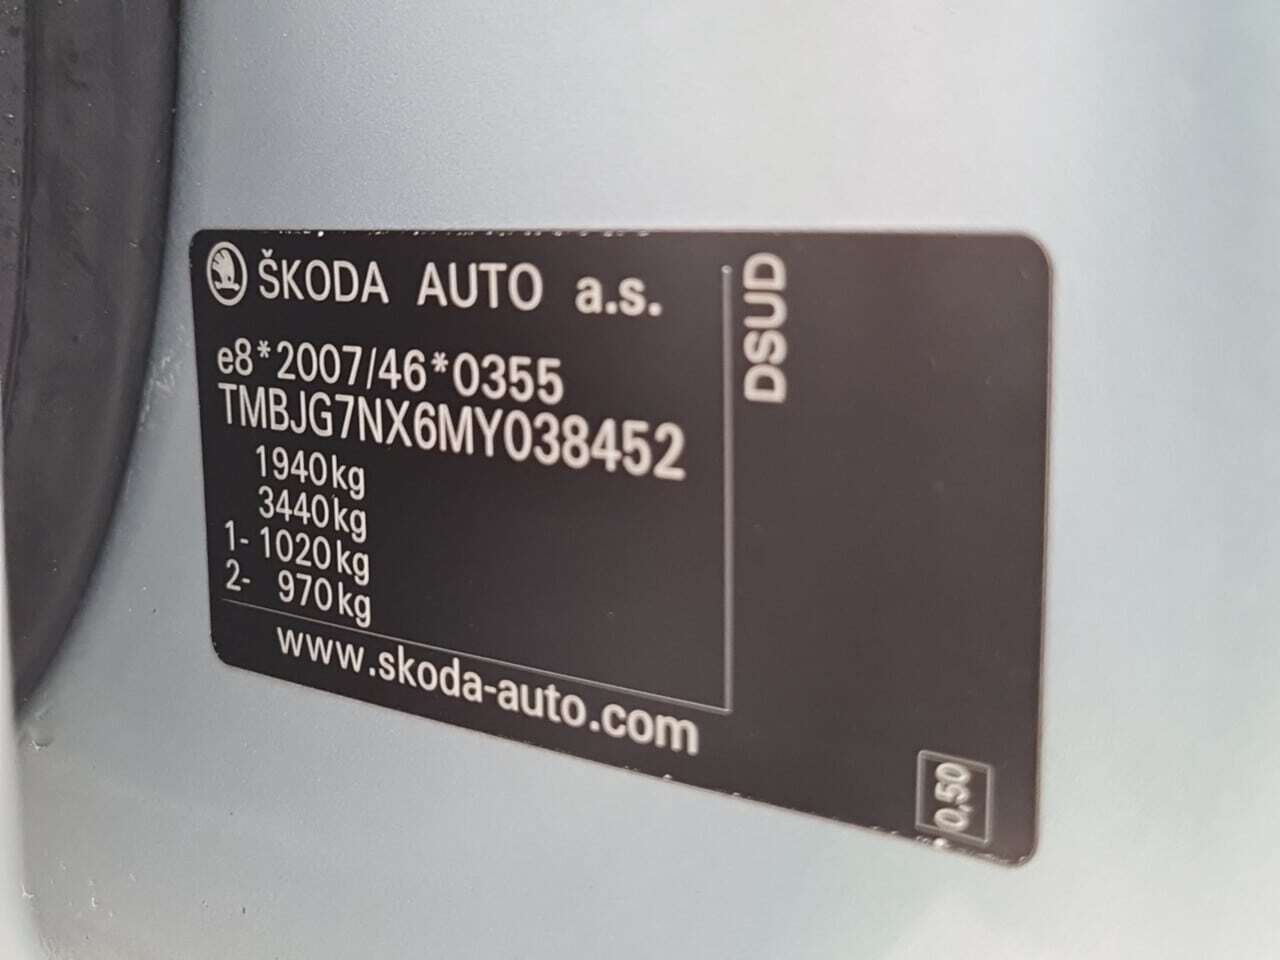 ŠKODA AUTO a.s.
e8*2007/46*0355
TMBJG7NX6MY038452
1940kg
3440kg
1- 1020kg
2- 970kg
www.skoda-auto.com
DSUD
0,50